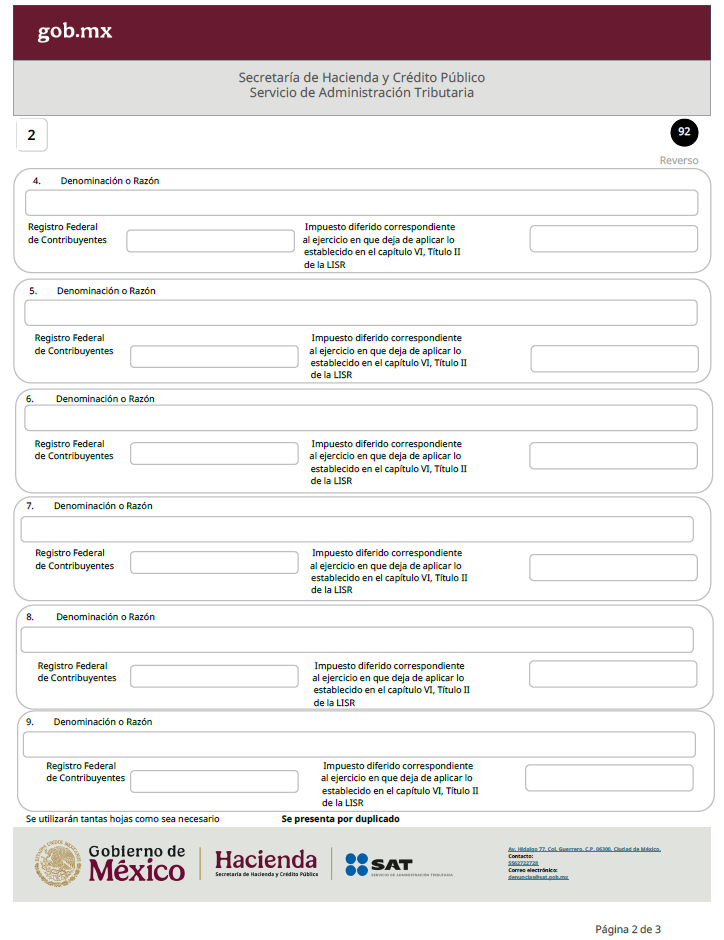 gob.mx
Secretaría de Hacienda y Crédito Público
Servicio de Administración Tributaria
2
92
Reverso
4. Denominación o Razón
Registro Federal
de Contribuyentes
Impuesto diferido correspondiente
al ejercicio en que deja de aplicar lo
establecido en el capítulo VI, Título II
de la LISR
5. Denominación o Razón
Registro Federal
de Contribuyentes
Impuesto diferido correspondiente
al ejercicio en que deja de aplicar lo
establecido en el capítulo VI, Título II
de la LISR
6. Denominación o Razón
Registro Federal
de Contribuyentes
Impuesto diferido correspondiente
al ejercicio en que deja de aplicar lo
establecido en el capítulo VI, Título II
de la LISR
7. Denominación o Razón
Registro Federal
de Contribuyentes
Impuesto diferido correspondiente
al ejercicio en que deja de aplicar lo
establecido en el capítulo VI, Título II
de la LISR
8. Denominación o Razón
Registro Federal
de Contribuyentes
Impuesto diferido correspondiente
al ejercicio en que deja de aplicar lo
establecido en el capítulo VI, Título II
de la LISR
9. Denominación o Razón
Registro Federal
de Contribuyentes
Impuesto diferido correspondiente
al ejercicio en que deja de aplicar lo
establecido en el capítulo VI, Título II
de la LISR
Se utilizarán tantas hojas como sea necesario
Se presenta por duplicado
Gobierno de
México
Hacienda
Secretaría de Hacienda y Crédito Público
SAT
SERVICIO DE ADMINISTRACIÓN TRIBUTARIA
Av. Hidalgo 77, Col. Guerrero, C.P. 06300, Ciudad de México.
Contacto:
5562722728
Correo electrónico:
denuncias@sat.gob.mx
Página 2 de 3